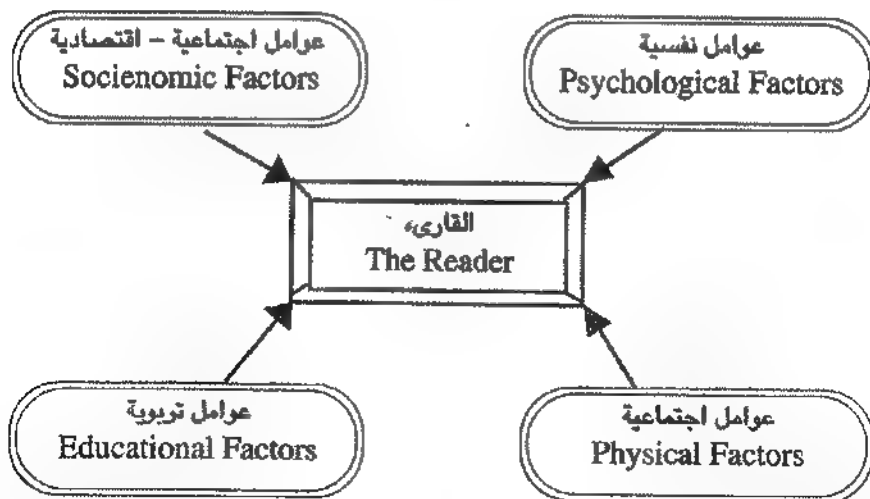 عوامل اجتماعية – اقتصادية
Socienomic Factors
عوامل نفسية
Psychological Factors
القارىء
The Reader
عوامل تربوية
Educational Factors
عوامل اجتماعية
Physical Factors